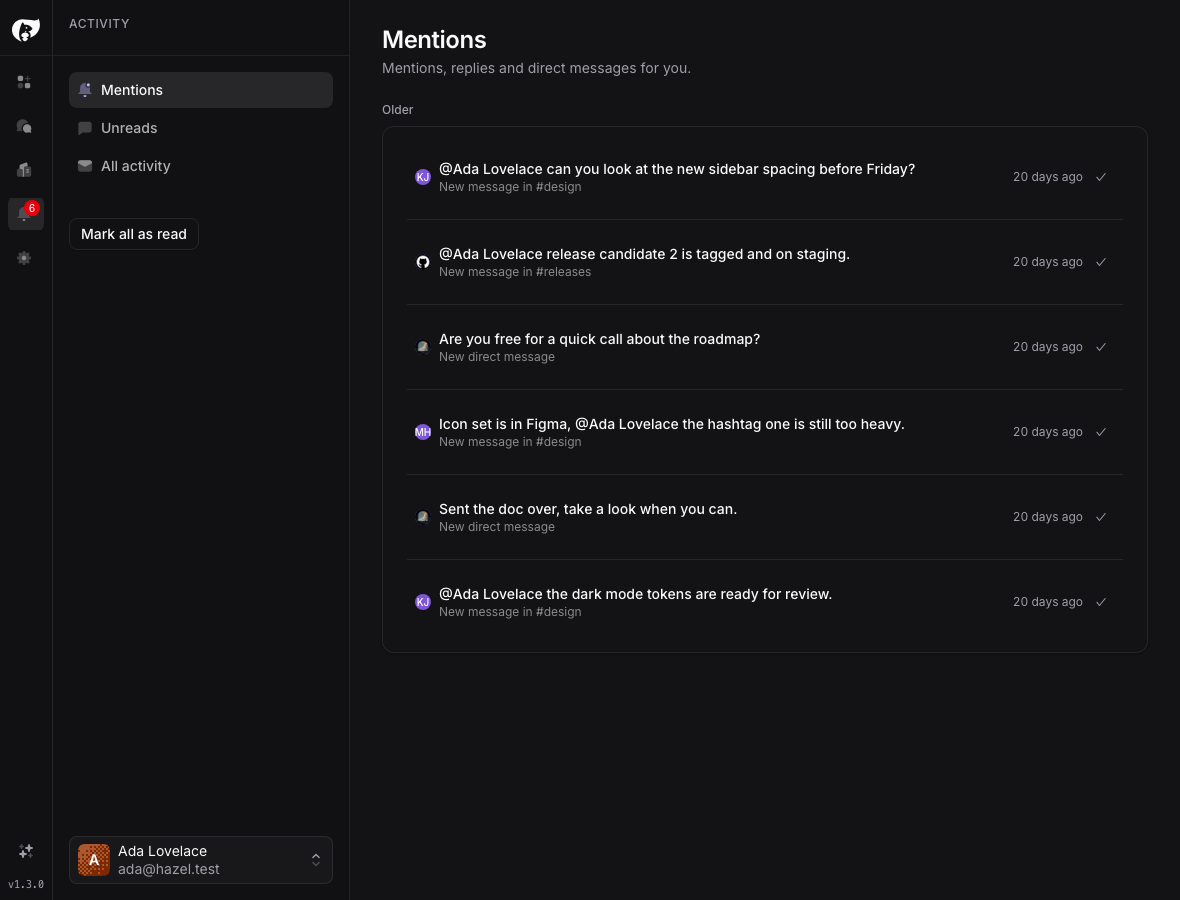 ACTIVITY
Mentions
Unreads
All activity
6
Mark all as read
A
Ada Lovelace
ada@hazel.test
v1.3.0
Mentions
Mentions, replies and direct messages for you.
Older
KJ
@Ada Lovelace can you look at the new sidebar spacing before Friday?
New message in #design
20 days ago
@Ada Lovelace release candidate 2 is tagged and on staging.
New message in #releases
20 days ago
Are you free for a quick call about the roadmap?
New direct message
20 days ago
MH
Icon set is in Figma, @Ada Lovelace the hashtag one is still too heavy.
New message in #design
20 days ago
Sent the doc over, take a look when you can.
New direct message
20 days ago
KJ
@Ada Lovelace the dark mode tokens are ready for review.
New message in #design
20 days ago